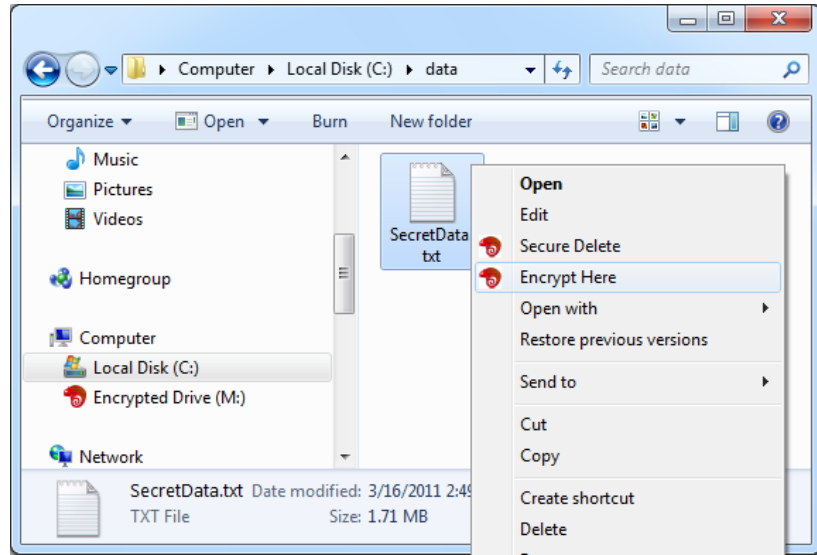 Computer Local Disk (C:) data
Search data
Organize Open Burn New folder
Music
Pictures
Videos
Homegroup
Computer
Local Disk (C:)
Encrypted Drive (M:)
Network
SecretData
txt
Open
Edit
Secure Delete
Encrypt Here
Open with
Restore previous versions
Send to
Cut
Copy
Create shortcut
Delete
SecretData.txt Date modified: 3/16/2011 2:49
TXT File Size: 1.71 MB